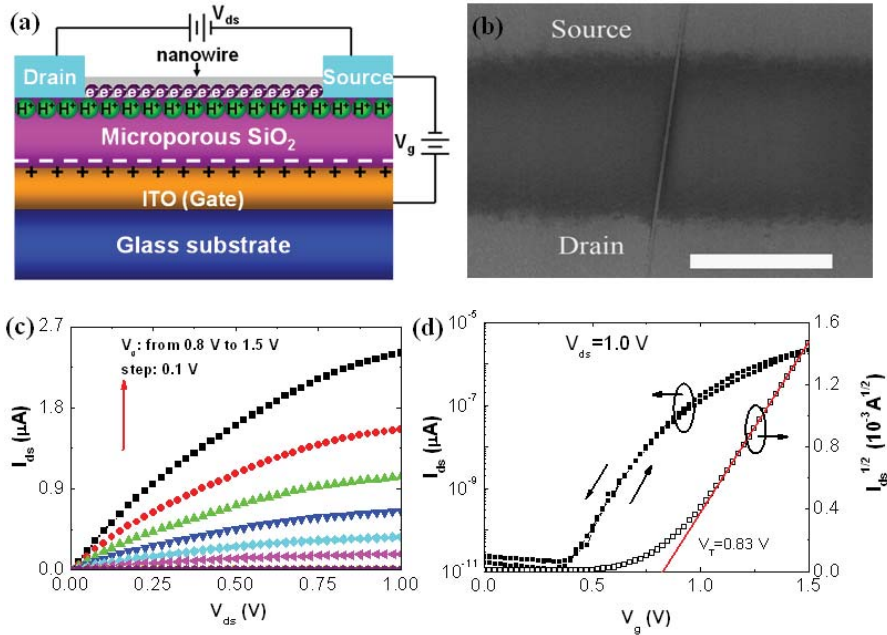 (a)
V_ds
nanowire
Drain
Source
e e e e e e e e e e e e e
H+ H+ H+ H+ H+ H+ H+ H+ H+ H+ H+ H+ H+ H+
Microporous SiO₂
V_g
+ + + + + + + + + + + + + +
ITO (Gate)
Glass substrate
(b)
Source
Drain
(c)
2.7
1.8
0.9
0.0
I_ds (μA)
V_g: from 0.8 V to 1.5 V
step: 0.1 V
0.00 0.25 0.50 0.75 1.00
V_ds (V)
(d)
10⁻⁵
10⁻⁷
10⁻⁹
10⁻¹¹
I_ds (μA)
V_ds=1.0 V
V_T=0.83 V
0.0 0.5 1.0 1.5
V_g (V)
1.6
1.2
0.8
0.4
0.0
I_ds^1/2 (10⁻³ A^1/2)